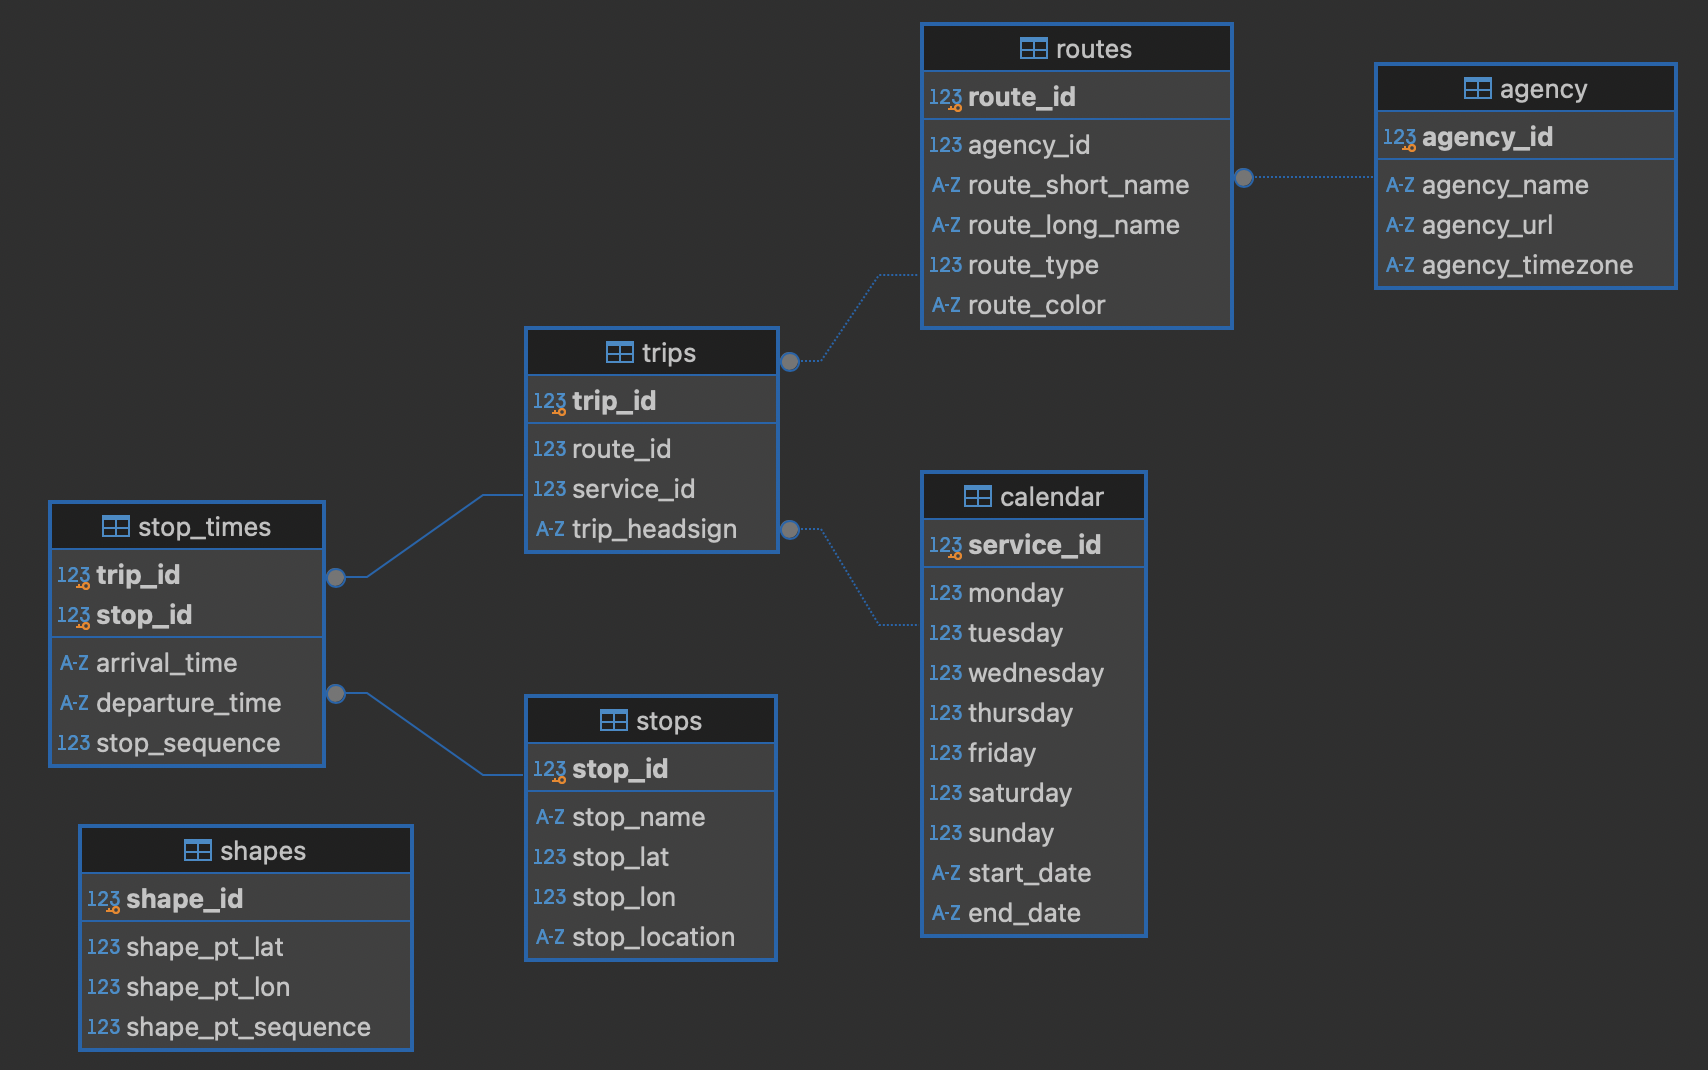 routes
123 route_id
123 agency_id
A-Z route_short_name
A-Z route_long_name
123 route_type
A-Z route_color
agency
123 agency_id
A-Z agency_name
A-Z agency_url
A-Z agency_timezone
trips
123 trip_id
123 route_id
123 service_id
A-Z trip_headsign
calendar
123 service_id
123 monday
123 tuesday
123 wednesday
123 thursday
123 friday
123 saturday
123 sunday
A-Z start_date
A-Z end_date
stop_times
123 trip_id
123 stop_id
A-Z arrival_time
A-Z departure_time
123 stop_sequence
stops
123 stop_id
A-Z stop_name
123 stop_lat
123 stop_lon
A-Z stop_location
shapes
123 shape_id
123 shape_pt_lat
123 shape_pt_lon
123 shape_pt_sequence